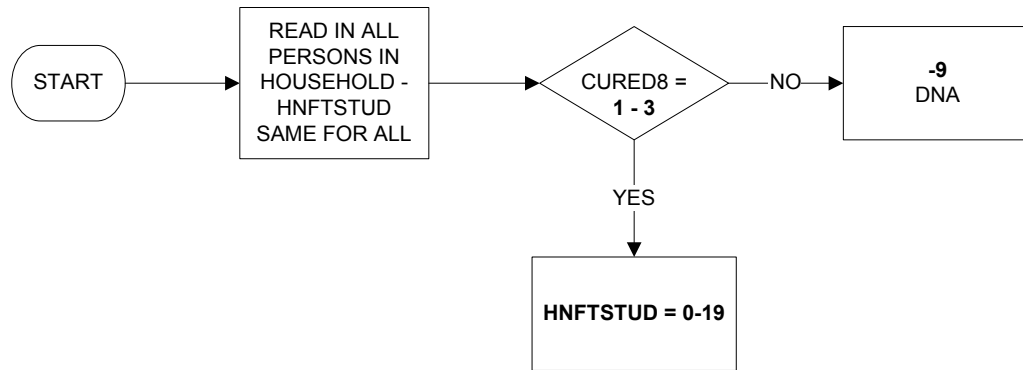 START
READ IN ALL
PERSONS IN
HOUSEHOLD -
HNFTSTUD
SAME FOR ALL
CURED8 =
1 - 3
NO
-9
DNA
YES
HNFTSTUD = 0-19